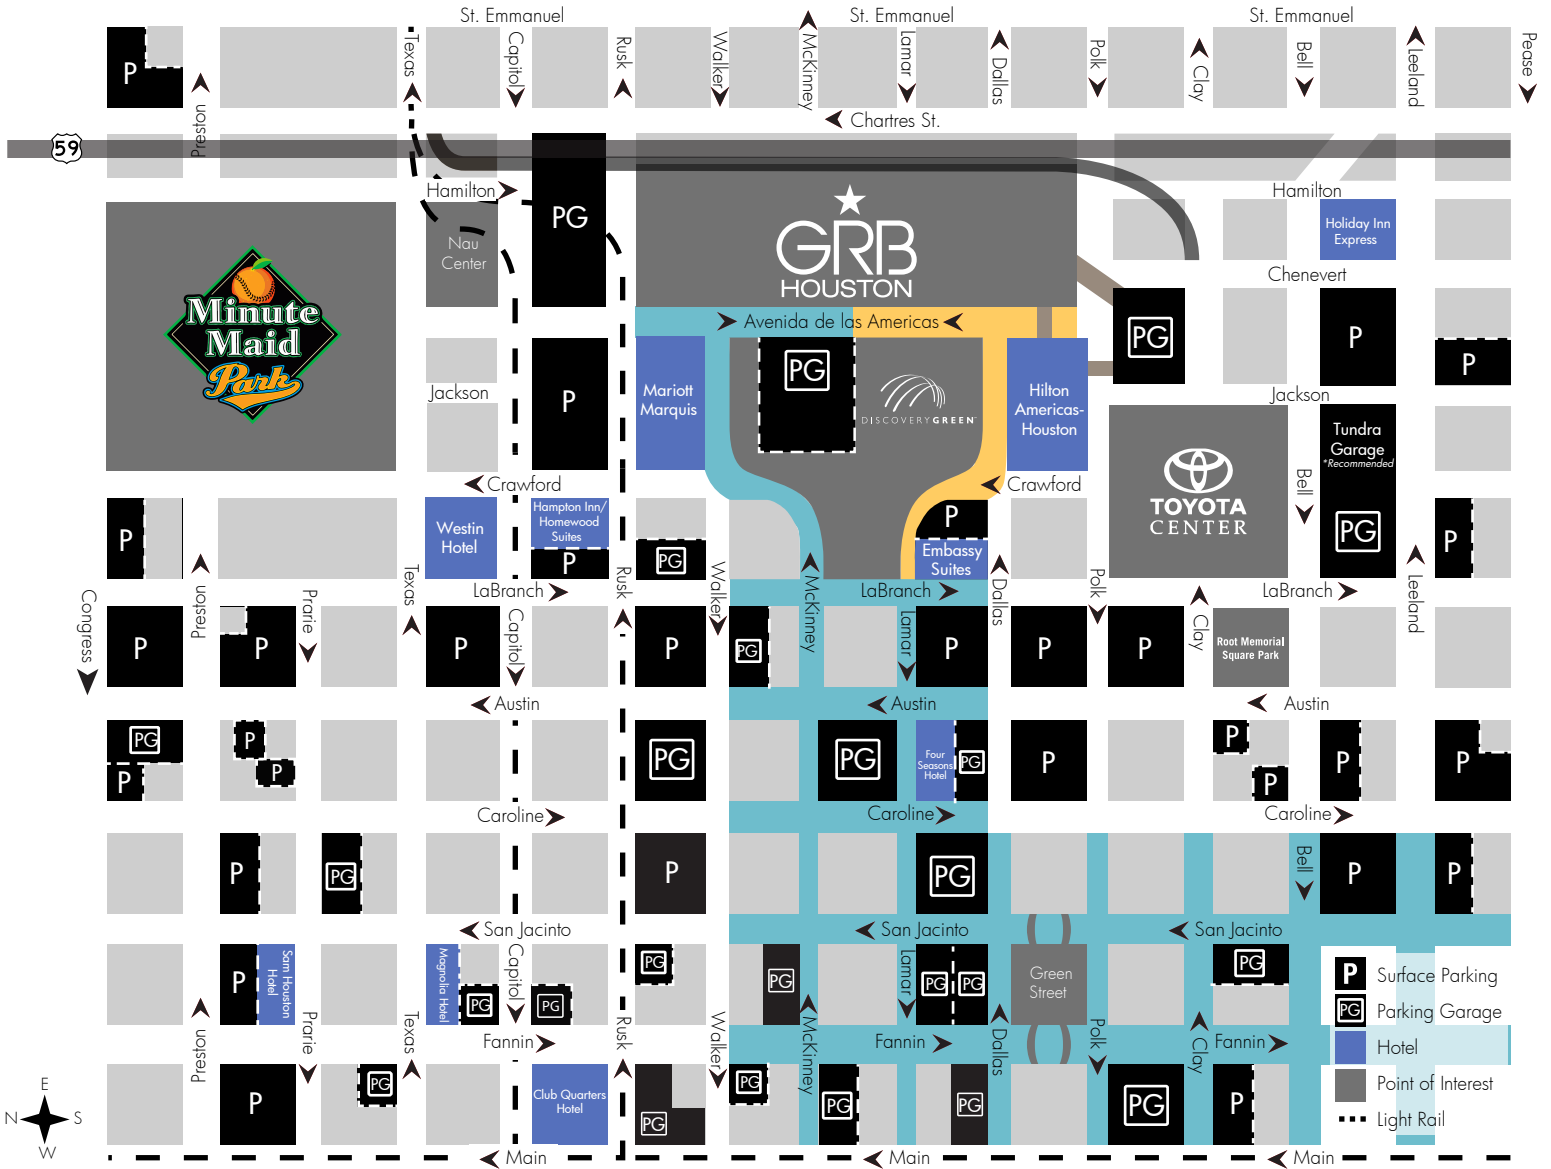 St. Emmanuel
St. Emmanuel
St. Emmanuel
P
Preston
Texas
Capitol
Rusk
Walker
McKinney
Lamar
Dallas
Polk
Clay
Bell
Leeland
Pease
Chartres St.
59
Hamilton
Hamilton
PG
Nau
Center
GRB
HOUSTON
Holiday Inn
Express
Chenevert
Minute
Maid
Park
Avenida de las Americas
PG
PG
P
P
Jackson
Jackson
P
Mariott
Marquis
DISCOVERYGREEN
Hilton
Americas-
Houston
Tundra
Garage
*Recommended
PG
TOYOTA
CENTER
Bell
Crawford
Crawford
P
Westin
Hotel
Hampton Inn/
Homewood
Suites
P
PG
P
Embassy
Suites
P
LaBranch
LaBranch
LaBranch
Congress
Preston
Prarie
Texas
Capitol
Rusk
Walker
McKinney
Lamar
Dallas
Polk
Clay
Leeland
P
P
P
P
PG
P
P
P
Root Memorial
Square Park
Austin
Austin
Austin
PG
P
P
P
PG
PG
Four
Seasons
Hotel
PG
P
P
P
P
P
Caroline
Caroline
Caroline
P
PG
P
PG
Bell
P
P
San Jacinto
San Jacinto
San Jacinto
P
Sam Houston
Hotel
Magnolia Hotel
PG
Capitol
PG
PG
PG
Lamar
PG
PG
Green
Street
PG
Fannin
Fannin
Fannin
Preston
Prarie
Texas
Rusk
Walker
McKinney
Dallas
Polk
Clay
P
PG
Club Quarters
Hotel
PG
PG
PG
PG
PG
P
Main
Main
Main
E
N
S
W
P
Surface Parking
PG
Parking Garage
Hotel
Point of Interest
Light Rail